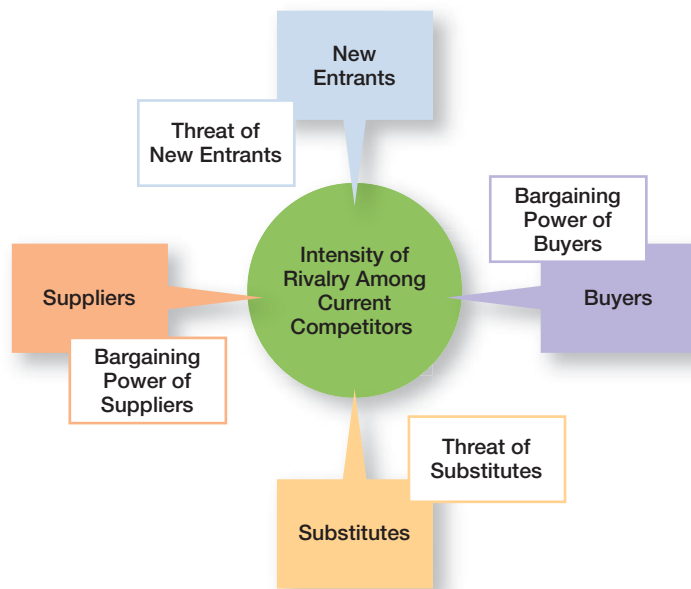 New
Entrants
Threat of
New Entrants
Bargaining
Power of
Buyers
Intensity of
Rivalry Among
Current
Competitors
Suppliers
Buyers
Bargaining
Power of
Suppliers
Threat of
Substitutes
Substitutes